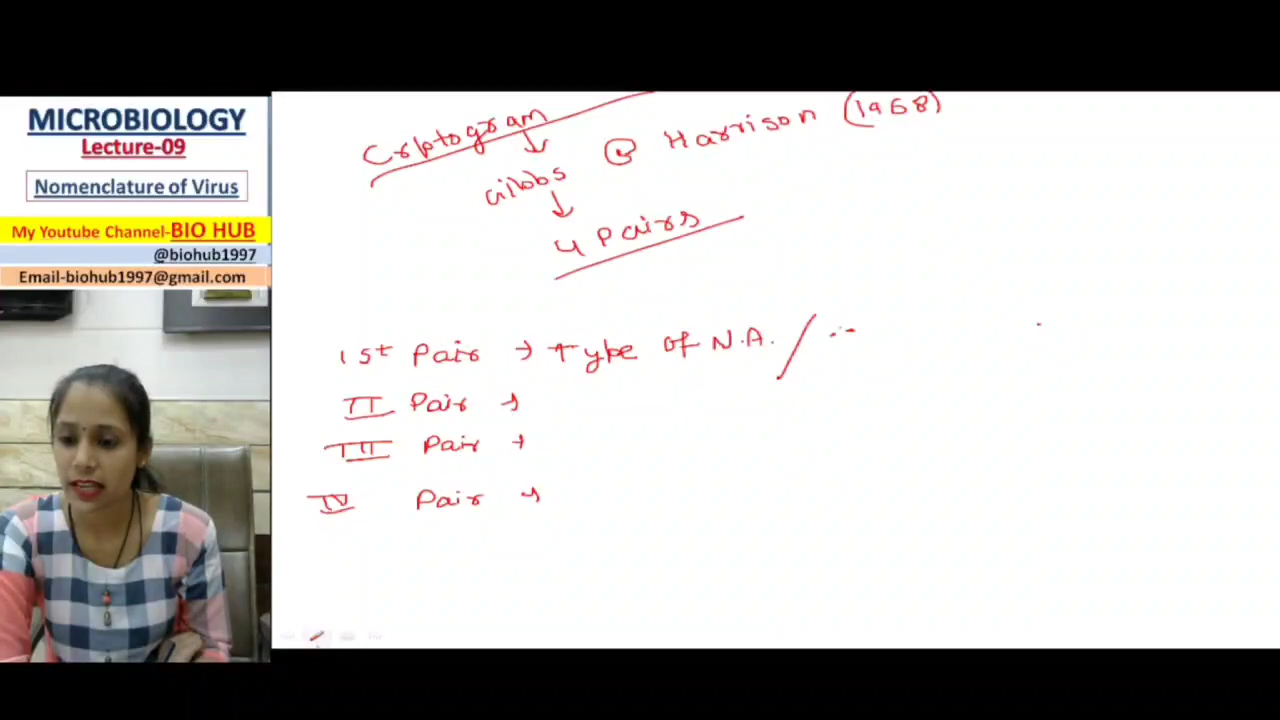 MICROBIOLOGY
Lecture-09
Nomenclature of Virus
My Youtube Channel-BIO HUB
@biohub1997
Email-biohub1997@gmail.com
Crptogram
Gibbs & Harrison (1968)
4 Pairs
1st Pair → Type of N.A. /
II Pair →
III Pair →
IV Pair →